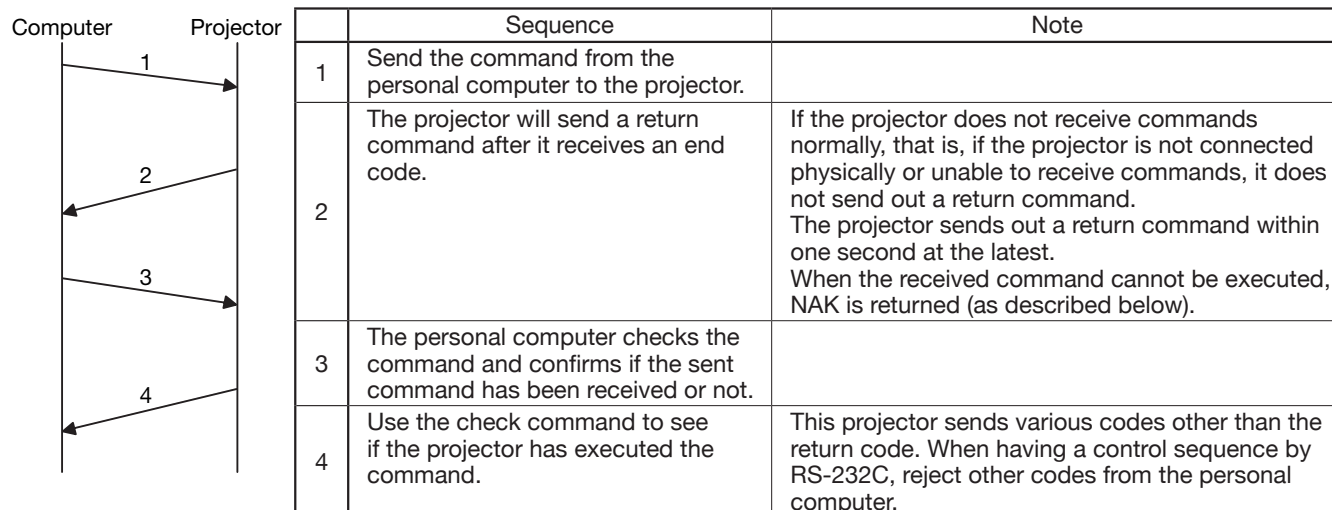 Computer
Projector
1
2
3
4
Sequence
Note
1
Send the command from the
personal computer to the projector.
2
The projector will send a return
command after it receives an end
code.
If the projector does not receive commands
normally, that is, if the projector is not connected
physically or unable to receive commands, it does
not send out a return command.
The projector sends out a return command within
one second at the latest.
When the received command cannot be executed,
NAK is returned (as described below).
3
The personal computer checks the
command and confirms if the sent
command has been received or not.
4
Use the check command to see
if the projector has executed the
command.
This projector sends various codes other than the
return code. When having a control sequence by
RS-232C, reject other codes from the personal
computer.